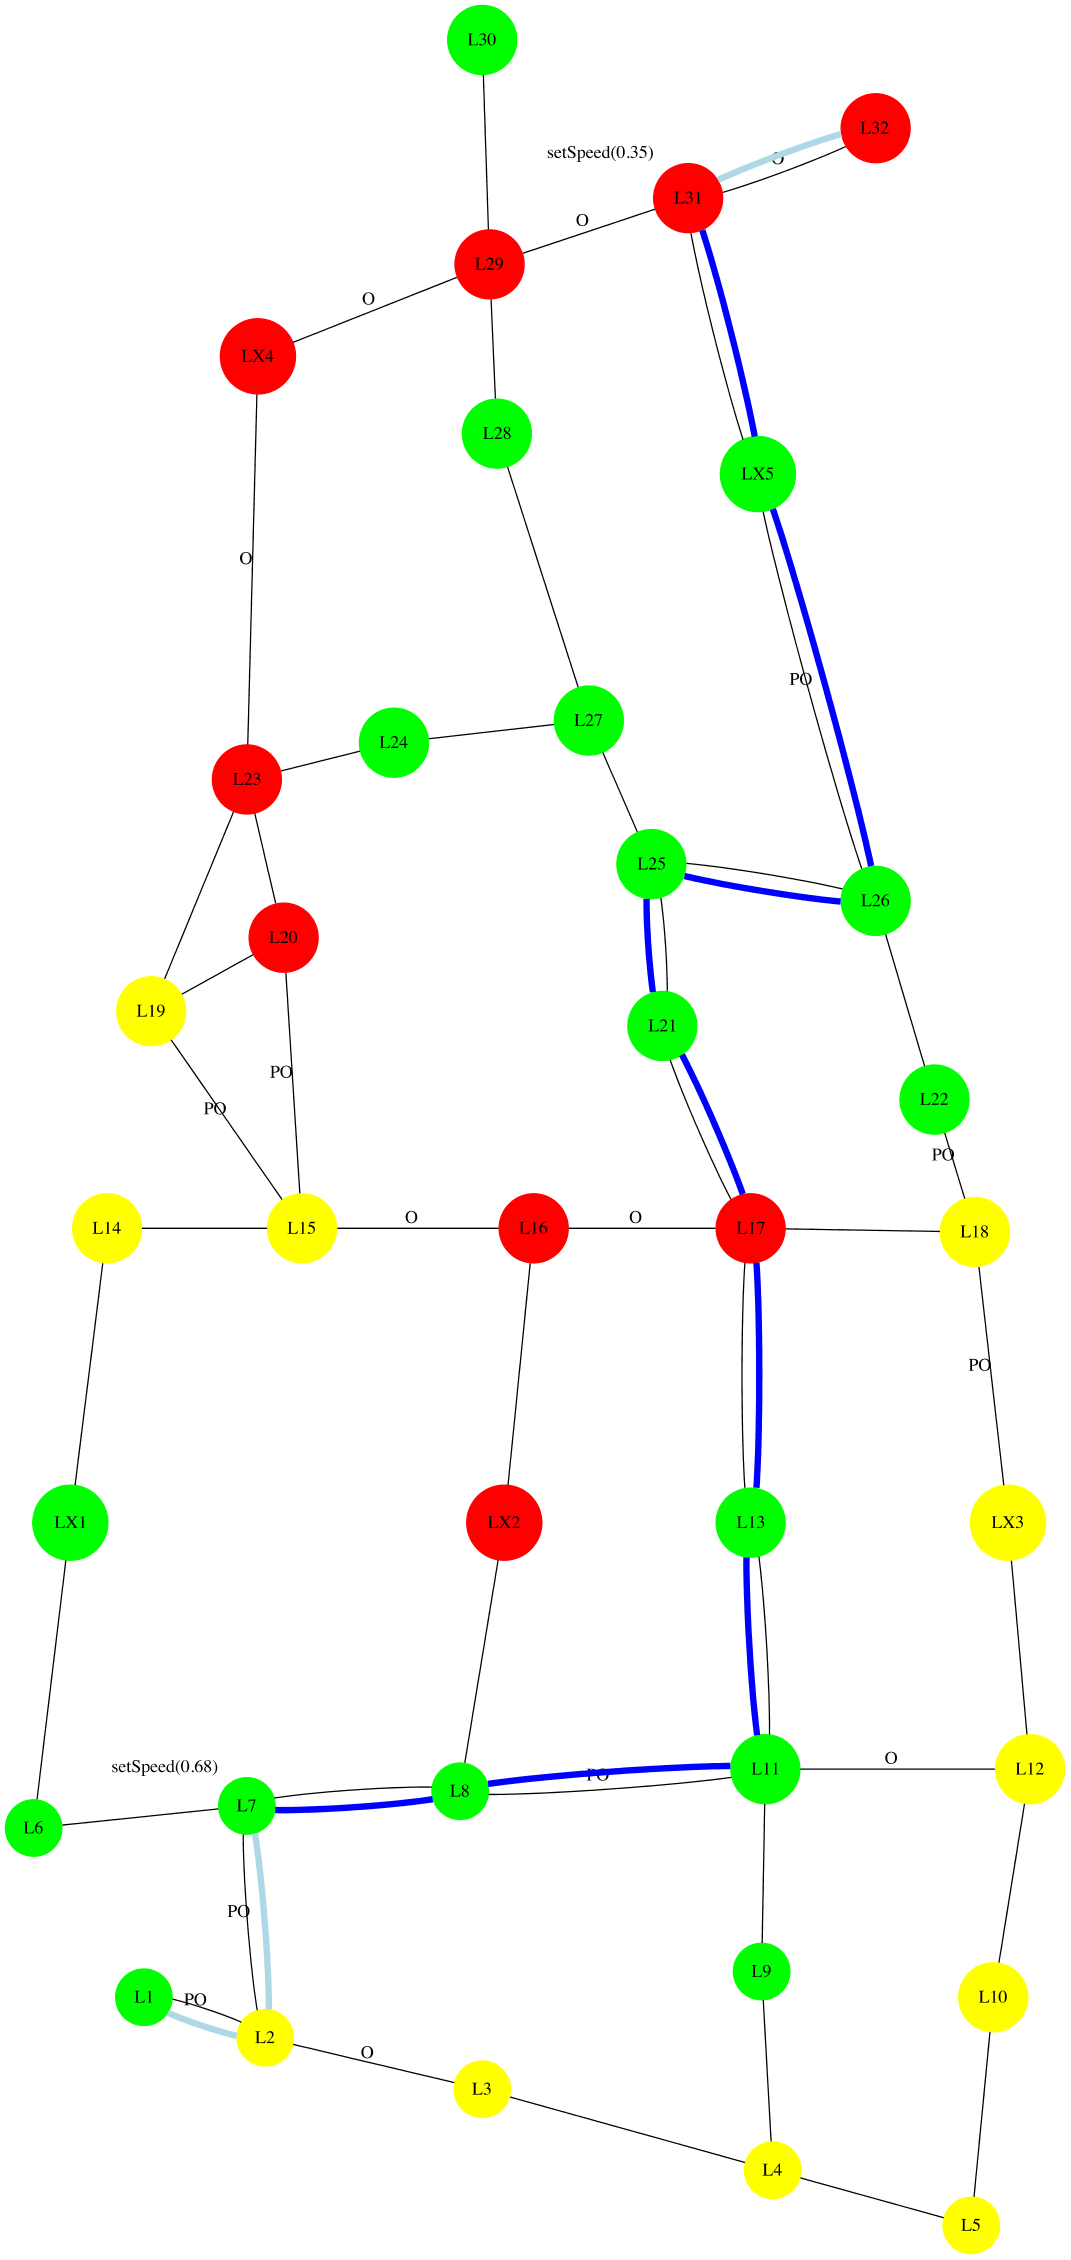 L30
L32
O
setSpeed(0.35)
L31
O
L29
O
LX4
L28
LX5
O
PO
L27
L24
L23
L25
L26
L20
L19
L21
PO
L22
PO
PO
L14
L15
O
L16
O
L17
L18
PO
LX1
LX2
L13
LX3
O
setSpeed(0.68)
L11
L12
PO
L8
L7
L6
PO
L9
L1
PO
L10
L2
O
L3
L4
L5